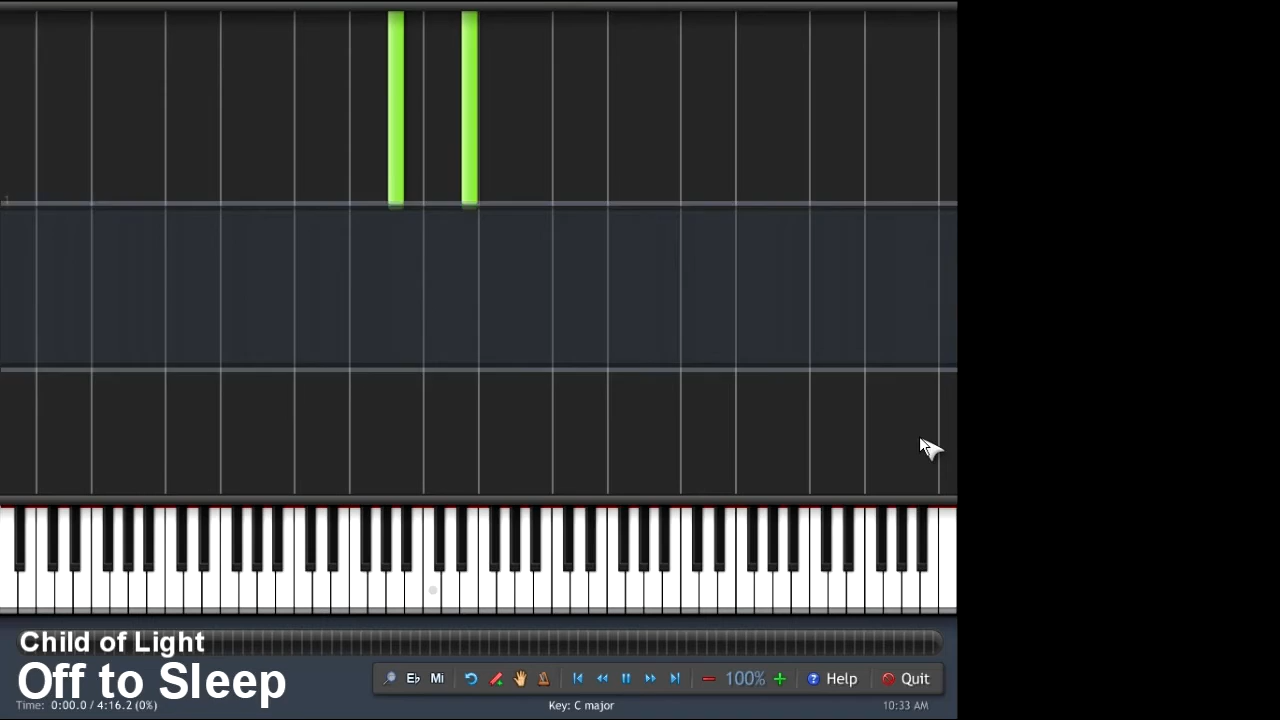 1
Child of Light
Off to Sleep
Eb Mi
100%
Help
Quit
Time: 0:00.0 / 4:16.2 (0%)
Key: C major
10:33 AM